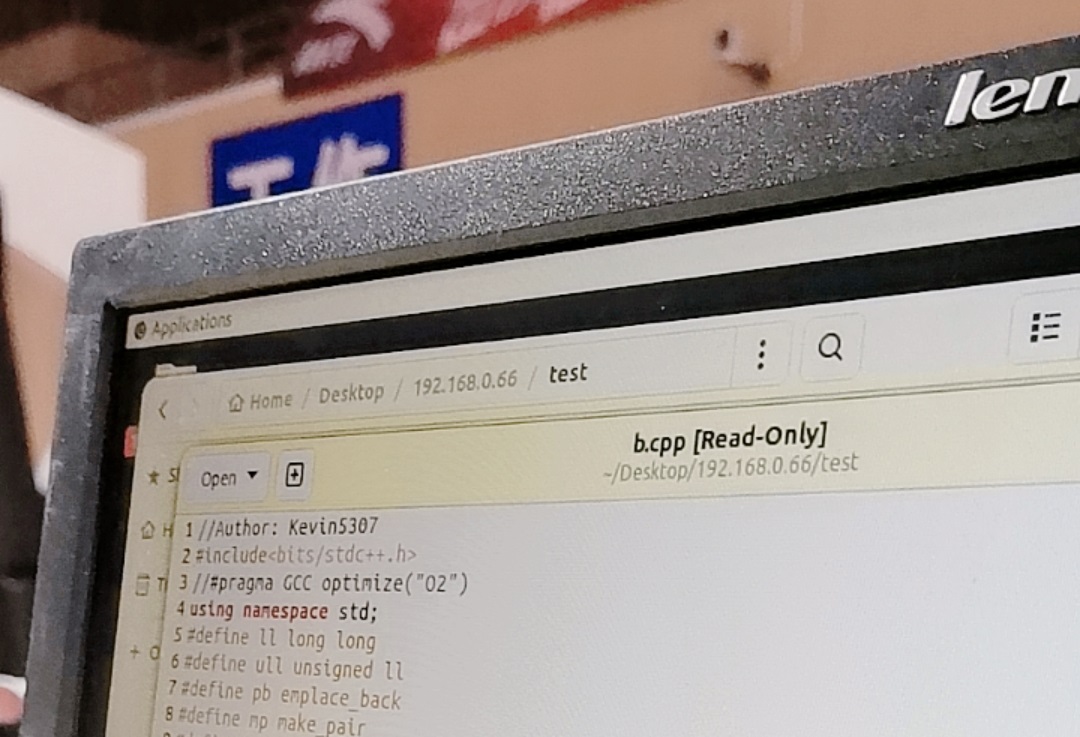 工作
len
Applications
Home / Desktop / 192.168.0.66 / test
b.cpp [Read-Only]
~/Desktop/192.168.0.66/test
Open
1 //Author: Kevin5307
2 #include<bits/stdc++.h>
3 //#pragma GCC optimize("O2")
4 using namespace std;
5 #define ll long long
6 #define ull unsigned ll
7 #define pb emplace_back
8 #define mp make_pair